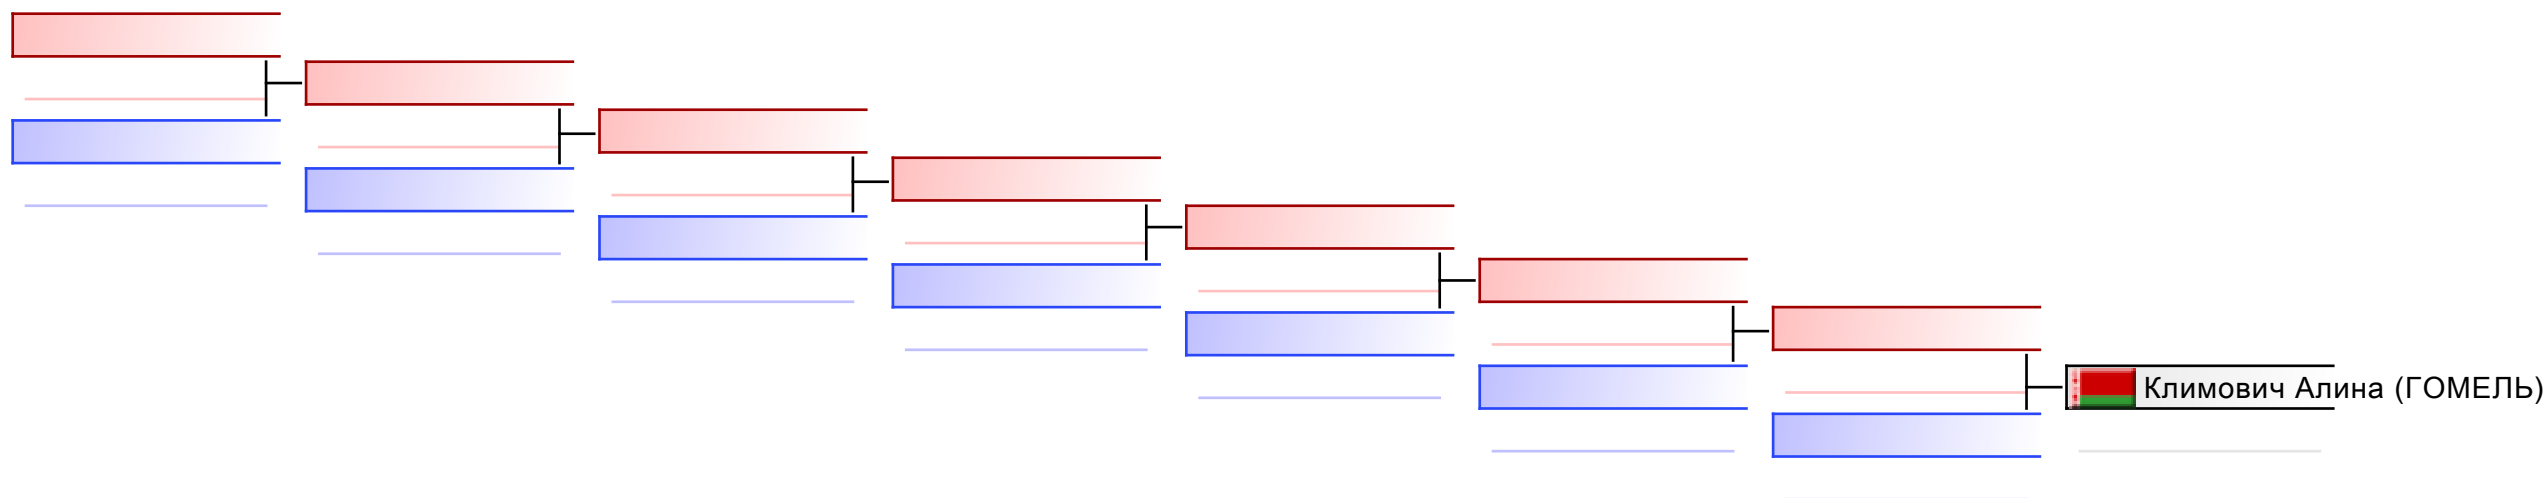 Климович Алина (ГОМЕЛЬ)